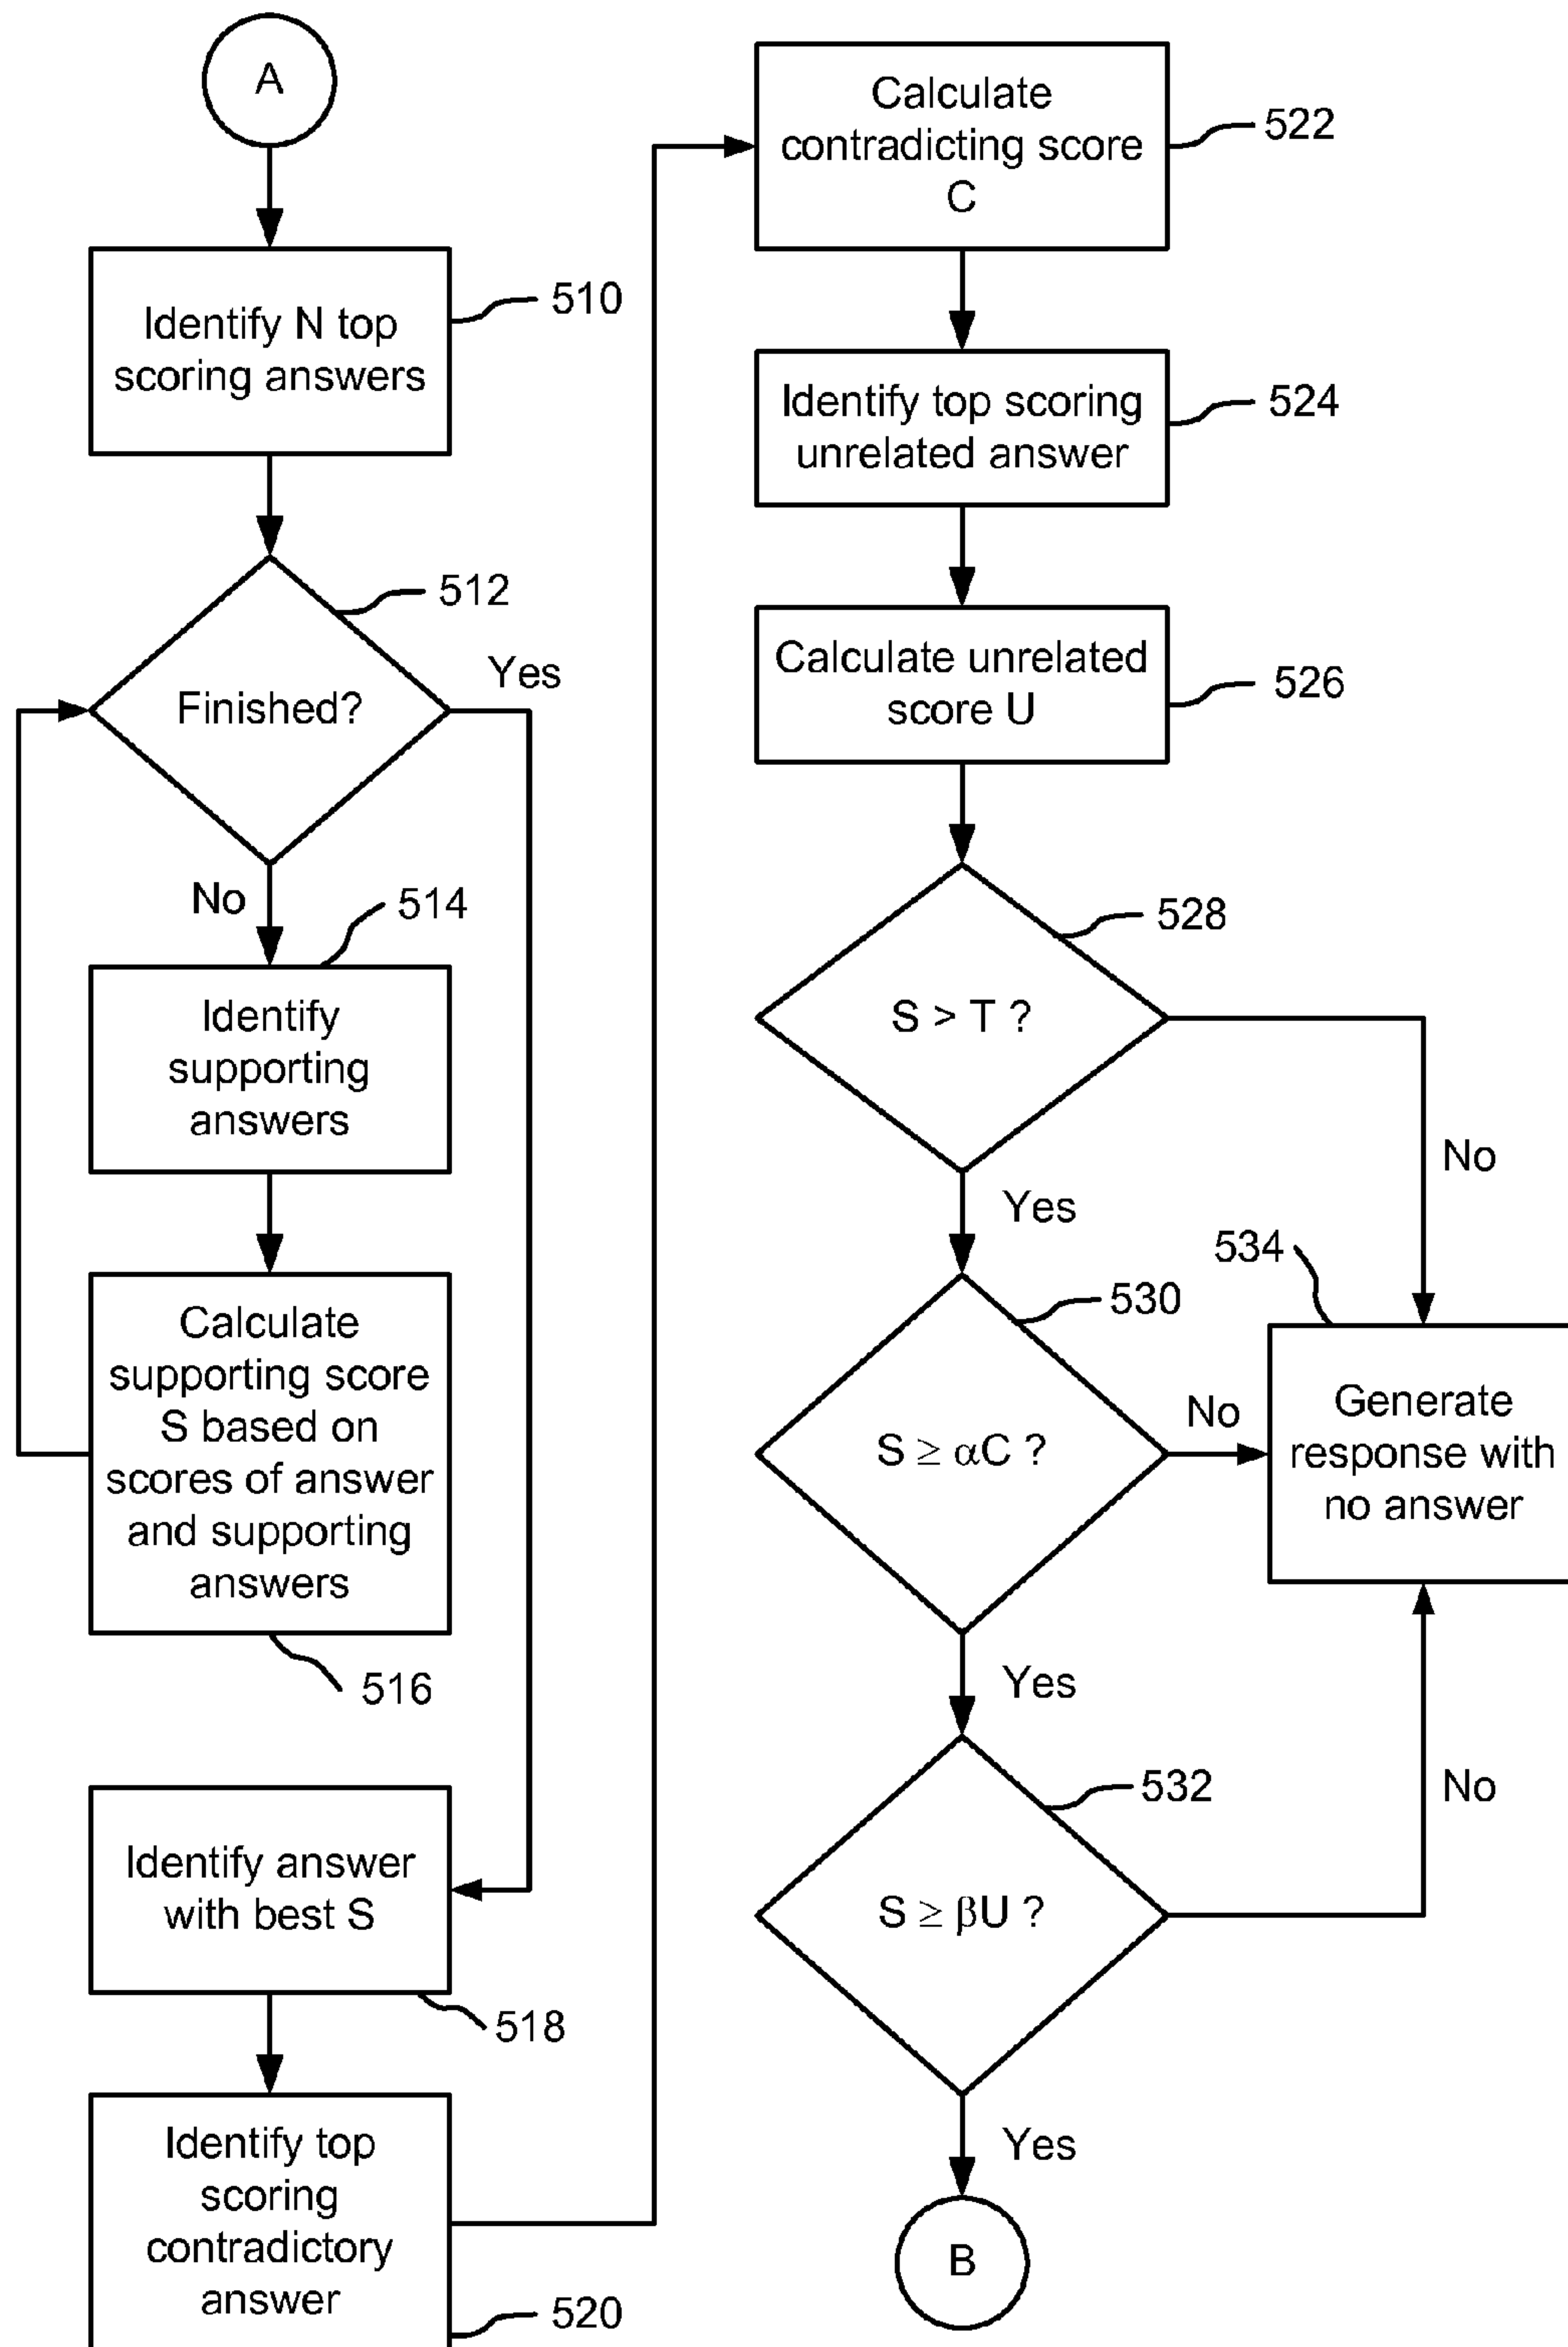 A
Identify N top
scoring answers
510
Finished?
512
Yes
No
Identify
supporting
answers
514
Calculate
supporting score
S based on
scores of answer
and supporting
answers
516
Identify answer
with best S
518
Identify top
scoring
contradictory
answer
520
Calculate
contradicting score
C
522
Identify top scoring
unrelated answer
524
Calculate unrelated
score U
526
S > T ?
528
No
Yes
S ≥ αC ?
530
No
Yes
534
Generate
response with
no answer
S ≥ βU ?
532
No
Yes
B